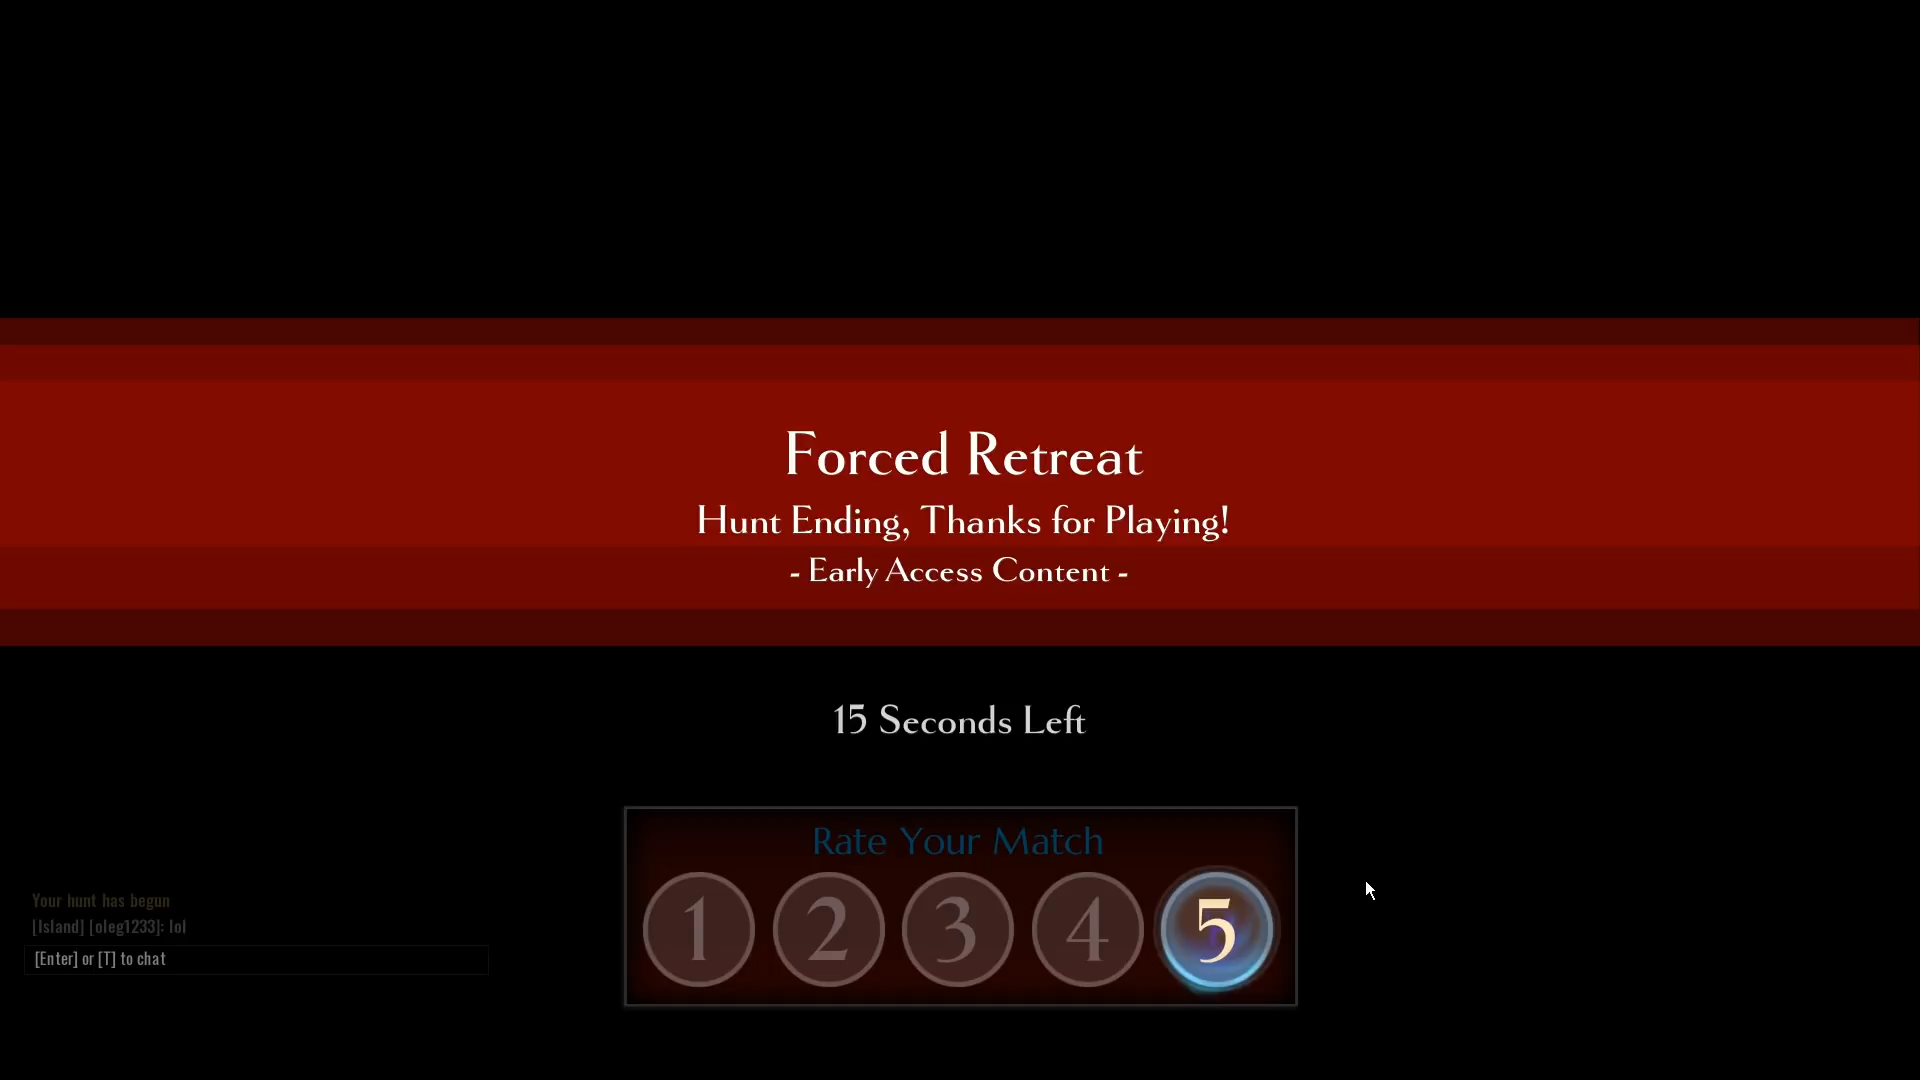 Forced Retreat
Hunt Ending, Thanks for Playing!
- Early Access Content -
15 Seconds Left
Rate Your Match
1 2 3 4 5
Your hunt has begun
[Island] [oleg1233]: lol
[Enter] or [T] to chat